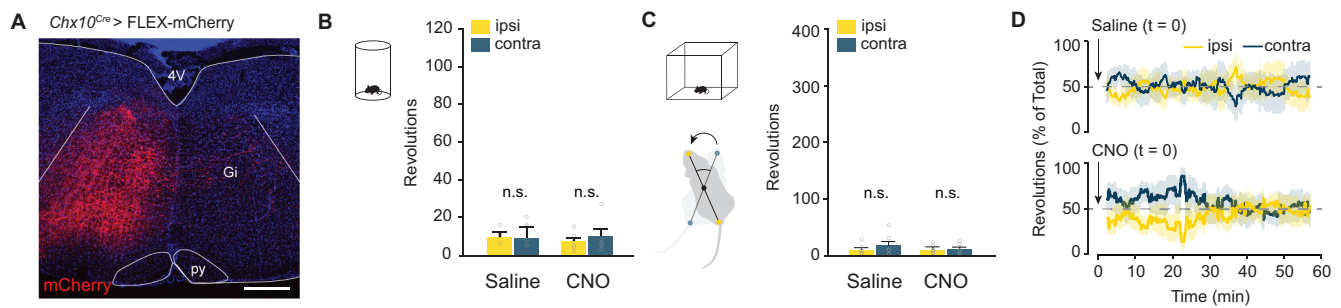 A
Chx10Cre > FLEX-mCherry
4V
Gi
py
mCherry
B
ipsi
contra
120
100
80
60
40
20
0
Revolutions
n.s.
n.s.
Saline
CNO
C
ipsi
contra
400
300
200
100
0
Revolutions
n.s.
n.s.
Saline
CNO
D
Saline (t = 0)
ipsi
contra
100
50
0
CNO (t = 0)
100
50
0
Revolutions (% of Total)
0 10 20 30 40 50 60
Time (min)